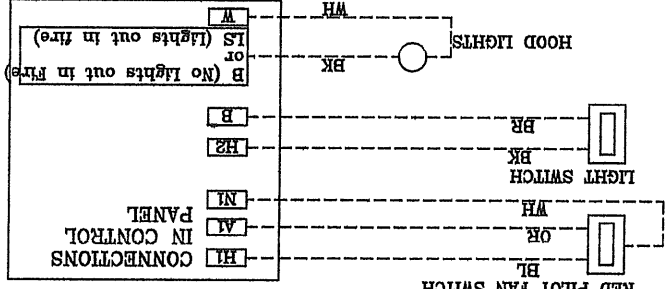 RED PILOT FAN SWITCH
BL
H1
CONNECTIONS
IN CONTROL
PANEL
OR
A1
WH
N1
LIGHT SWITCH
BK
H2
BR
B
B (No Lights out in Fire)
or
LS (Lights out in fire)
BK
HOOD LIGHTS
WH
W